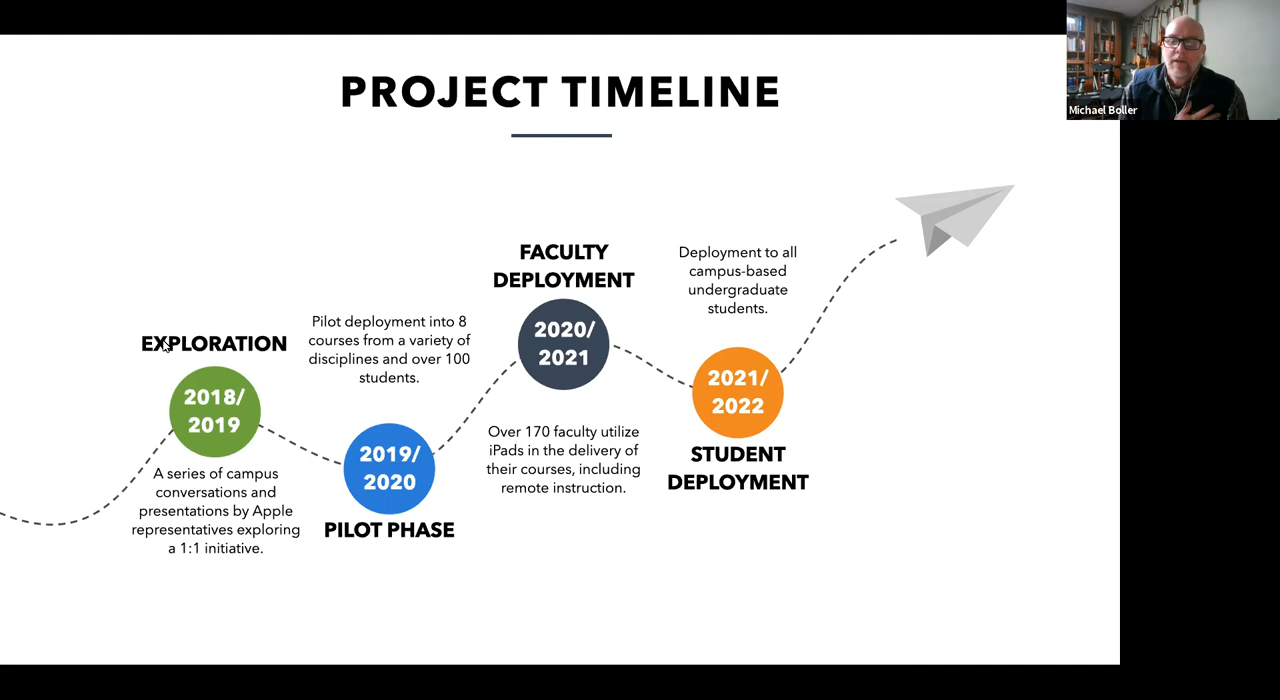 PROJECT TIMELINE
Michael Boller
EXPLORATION
2018/
2019
A series of campus
conversations and
presentations by Apple
representatives exploring
a 1:1 initiative.
Pilot deployment into 8
courses from a variety of
disciplines and over 100
students.
2019/
2020
PILOT PHASE
FACULTY
DEPLOYMENT
2020/
2021
Over 170 faculty utilize
iPads in the delivery of
their courses, including
remote instruction.
Deployment to all
campus-based
undergraduate
students.
2021/
2022
STUDENT
DEPLOYMENT